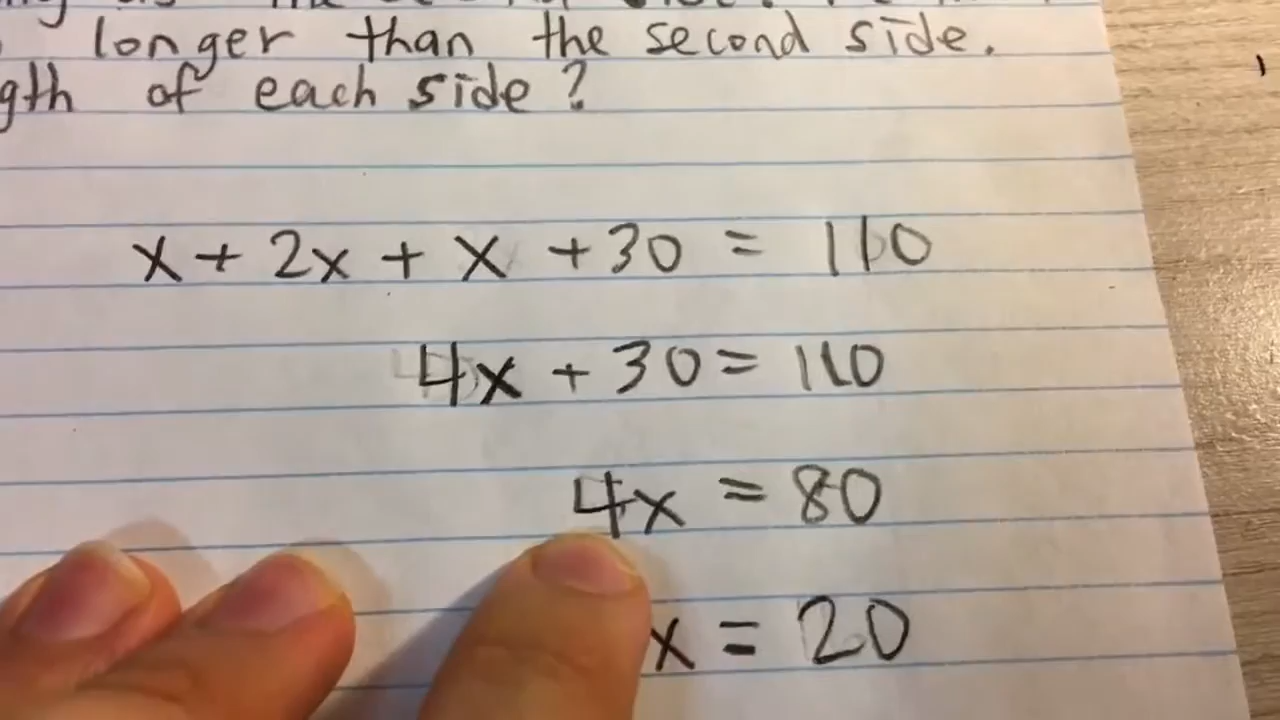 longer than the second side.
of each side?
x + 2x + x + 30 = 110
4x + 30 = 110
4x = 80
x = 20